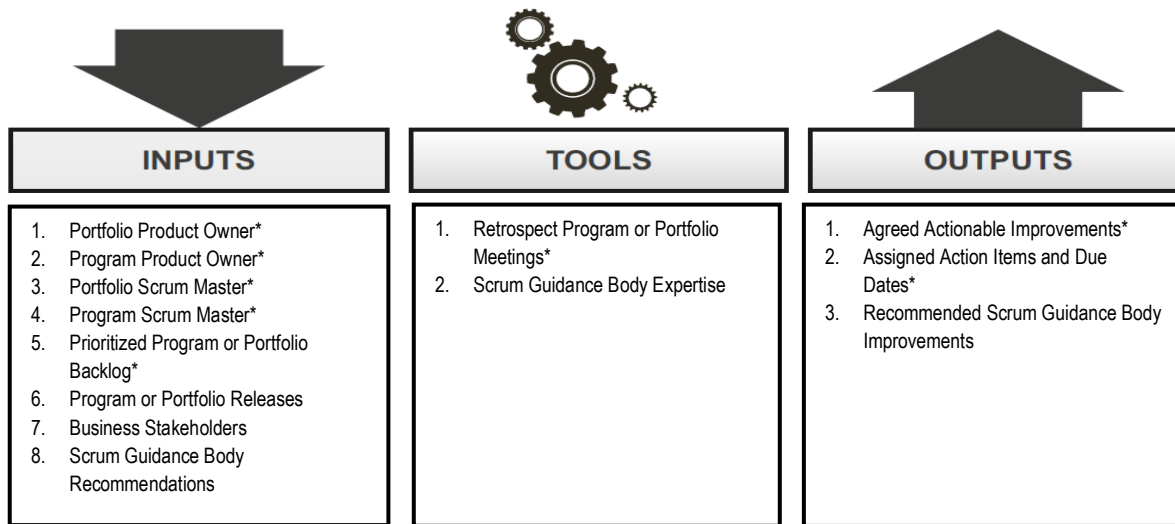 INPUTS
1. Portfolio Product Owner*
2. Program Product Owner*
3. Portfolio Scrum Master*
4. Program Scrum Master*
5. Prioritized Program or Portfolio
Backlog*
6. Program or Portfolio Releases
7. Business Stakeholders
8. Scrum Guidance Body
Recommendations
TOOLS
1. Retrospect Program or Portfolio
Meetings*
2. Scrum Guidance Body Expertise
OUTPUTS
1. Agreed Actionable Improvements*
2. Assigned Action Items and Due
Dates*
3. Recommended Scrum Guidance Body
Improvements